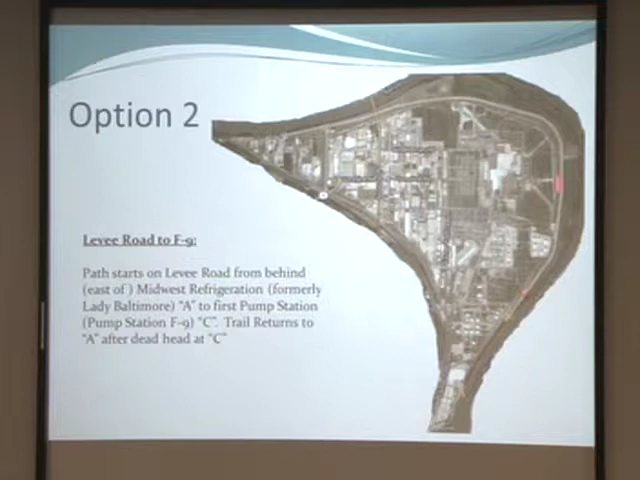 Option 2
Levee Road to F-9:
Path starts on Levee Road from behind
(east of ) Midwest Refrigeration (formerly
Lady Baltimore) "A" to first Pump Station
(Pump Station F-9) "C". Trail Returns to
"A" after dead head at "C"